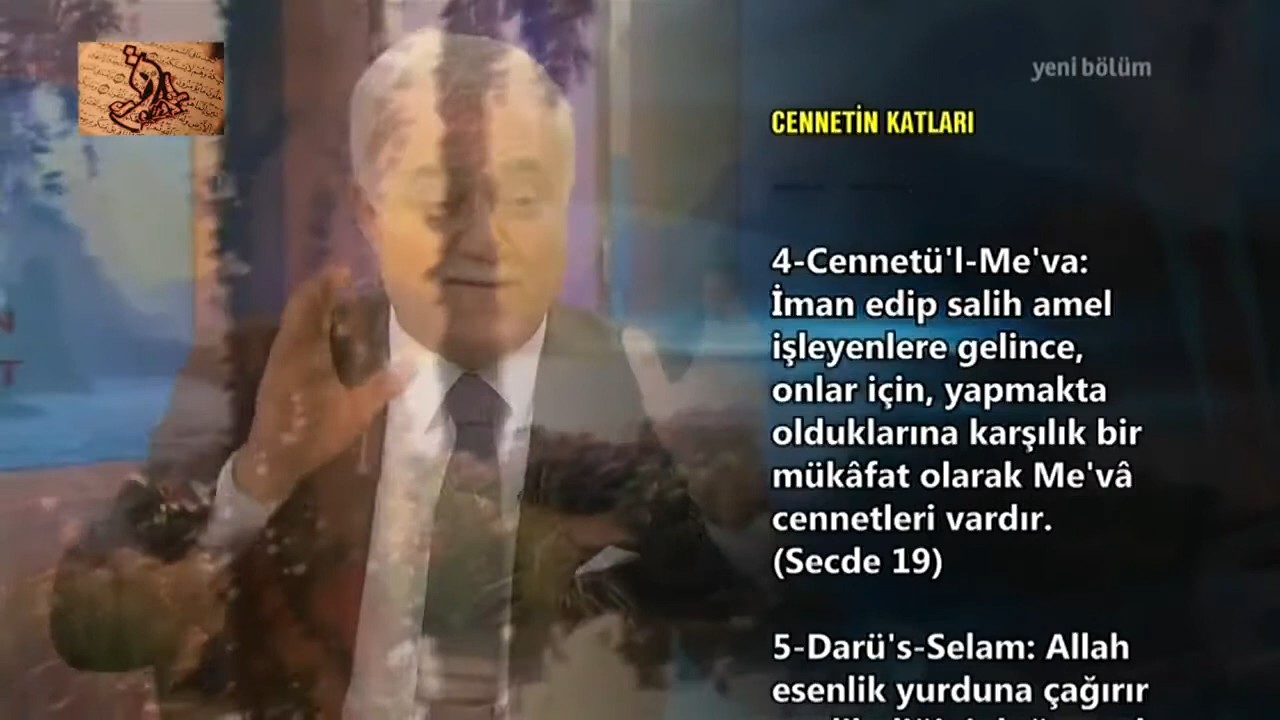 yeni bölüm
CENNETİN KATLARI
4-Cennetü'l-Me'va:
İman edip salih amel
işleyenlere gelince,
onlar için, yapmakta
olduklarına karşılık bir
mükâfat olarak Me'vâ
cennetleri vardır.
(Secde 19)
5-Darü's-Selam: Allah
esenlik yurduna çağırır
N
T